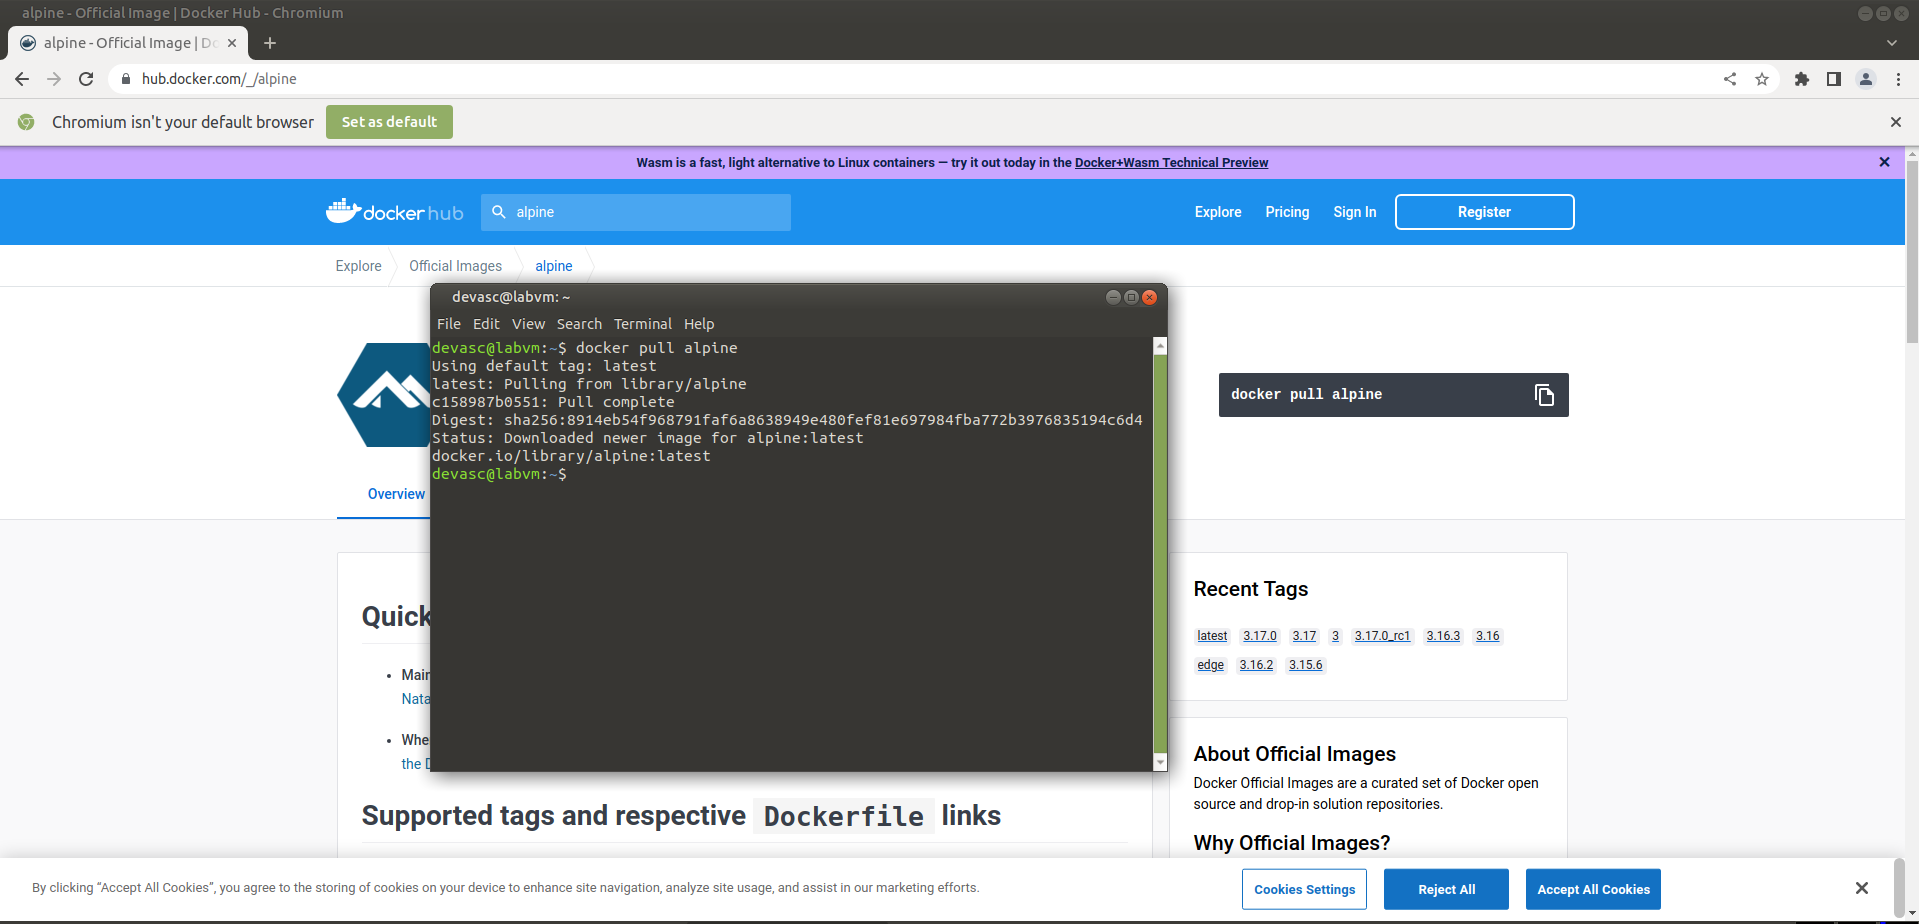 alpine - Official Image | Docker Hub - Chromium
alpine - Official Image | Do
hub.docker.com/_/alpine
Chromium isn't your default browser
Set as default
Wasm is a fast, light alternative to Linux containers — try it out today in the Docker+Wasm Technical Preview
docker hub
alpine
Explore
Pricing
Sign In
Register
Explore
Official Images
alpine
devasc@labvm: ~
File Edit View Search Terminal Help
devasc@labvm:~$ docker pull alpine
Using default tag: latest
latest: Pulling from library/alpine
c158987b0551: Pull complete
Digest: sha256:8914eb54f968791faf6a8638949e480fef81e697984fba772b3976835194c6d4
Status: Downloaded newer image for alpine:latest
docker.io/library/alpine:latest
devasc@labvm:~$
docker pull alpine
Overview
Quick
Main
Nata
Whe
the D
Supported tags and respective Dockerfile links
Recent Tags
latest 3.17.0 3.17 3 3.17.0_rc1 3.16.3 3.16
edge 3.16.2 3.15.6
About Official Images
Docker Official Images are a curated set of Docker open
source and drop-in solution repositories.
Why Official Images?
By clicking “Accept All Cookies”, you agree to the storing of cookies on your device to enhance site navigation, analyze site usage, and assist in our marketing efforts.
Cookies Settings
Reject All
Accept All Cookies